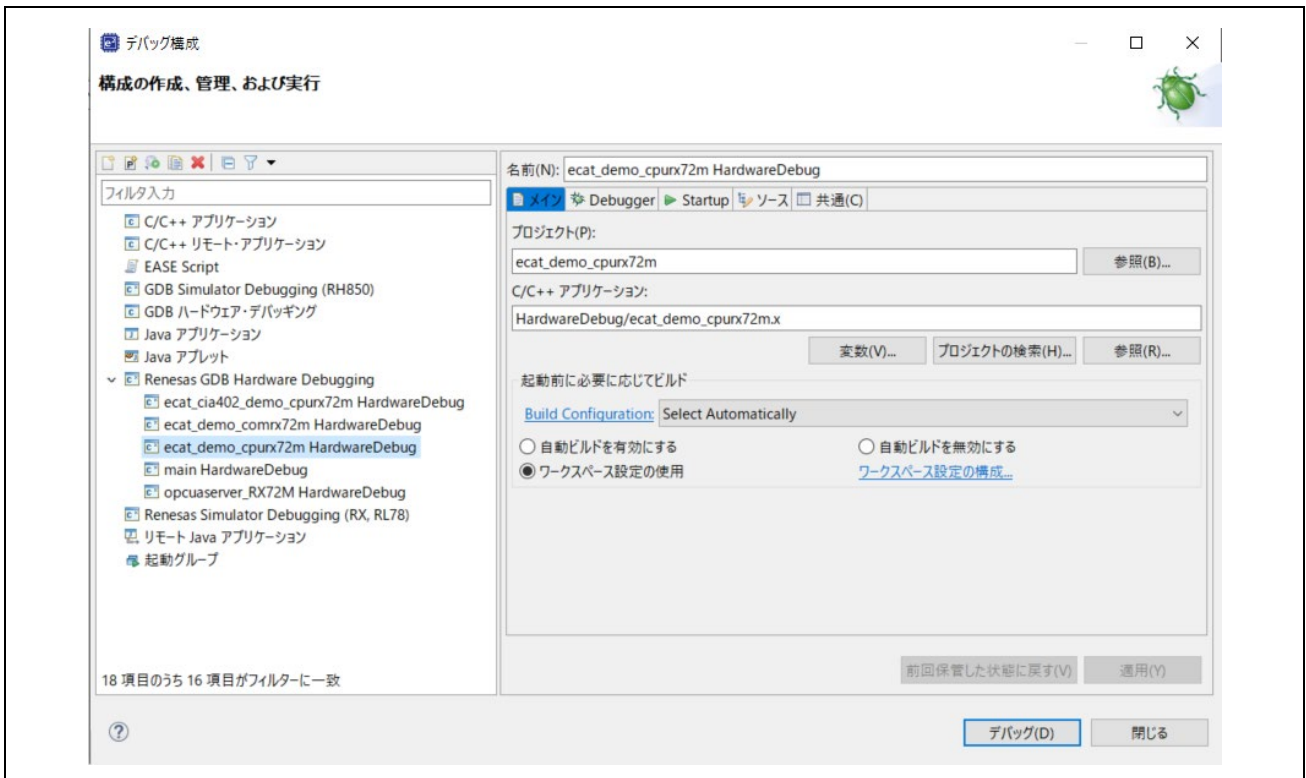 デバッグ構成
構成の作成、管理、および実行
フィルタ入力
C/C++ アプリケーション
C/C++ リモート・アプリケーション
EASE Script
GDB Simulator Debugging (RH850)
GDB ハードウェア・デバッギング
Java アプリケーション
Java アプレット
Renesas GDB Hardware Debugging
ecat_cia402_demo_cpurx72m HardwareDebug
ecat_demo_comrx72m HardwareDebug
ecat_demo_cpurx72m HardwareDebug
main HardwareDebug
opcuaserver_RX72M HardwareDebug
Renesas Simulator Debugging (RX, RL78)
リモート Java アプリケーション
起動グループ
18 項目のうち 16 項目がフィルターに一致
名前(N): ecat_demo_cpurx72m HardwareDebug
メイン Debugger Startup ソース 共通(C)
プロジェクト(P):
ecat_demo_cpurx72m 参照(B)...
C/C++ アプリケーション:
HardwareDebug/ecat_demo_cpurx72m.x
変数(V)... プロジェクトの検索(H)... 参照(R)...
起動前に必要に応じてビルド
Build Configuration: Select Automatically
自動ビルドを有効にする 自動ビルドを無効にする
ワークスペース設定の使用 ワークスペース設定の構成...
前回保管した状態に戻す(V) 適用(Y)
デバッグ(D) 閉じる